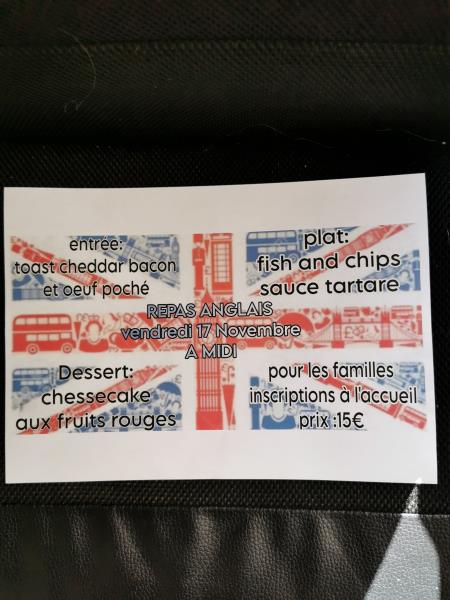 entrée:
toast cheddar bacon
et oeuf poché
plat:
fish and chips
sauce tartare
REPAS ANGLAIS
vendredi 17 Novembre
A MIDI
Dessert:
chessecake
aux fruits rouges
pour les familles
inscriptions à l'accueil
prix :15€